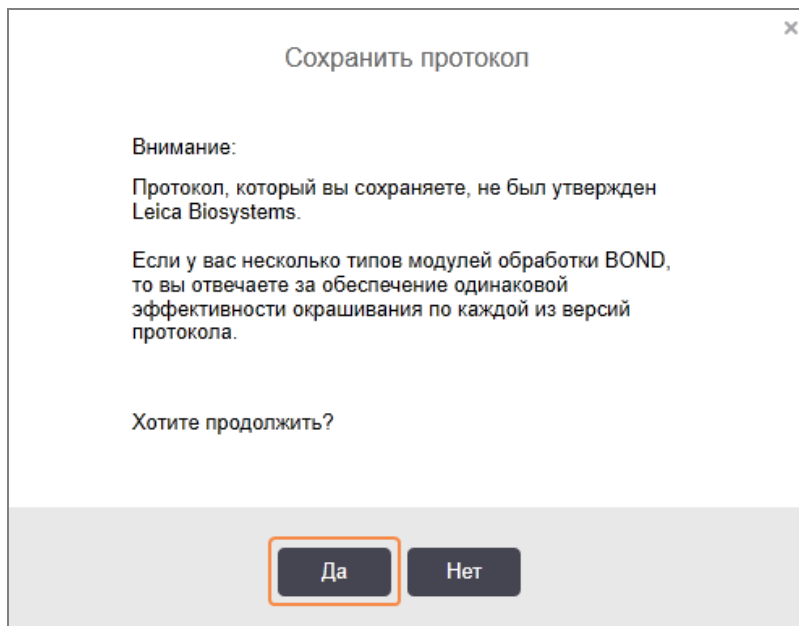 Сохранить протокол
Внимание:
Протокол, который вы сохраняете, не был утвержден
Leica Biosystems.
Если у вас несколько типов модулей обработки BOND,
то вы отвечаете за обеспечение одинаковой
эффективности окрашивания по каждой из версий
протокола.
Хотите продолжить?
Да
Нет